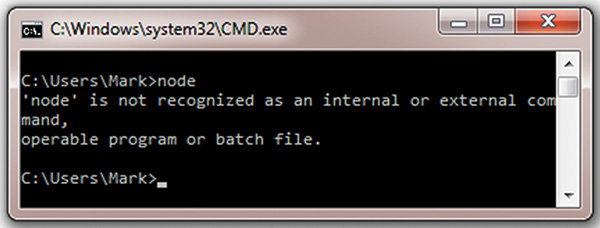 C:\Windows\system32\CMD.exe
C:\Users\Mark>node
'node' is not recognized as an internal or external com
mand,
operable program or batch file.
C:\Users\Mark>_